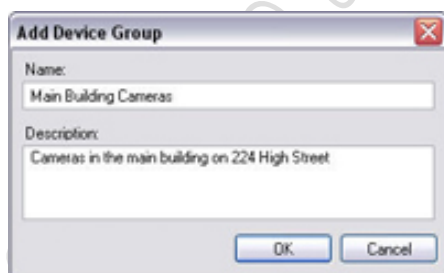 Add Device Group
Name:
Main Building Cameras
Description:
Cameras in the main building on 224 High Street
OK Cancel